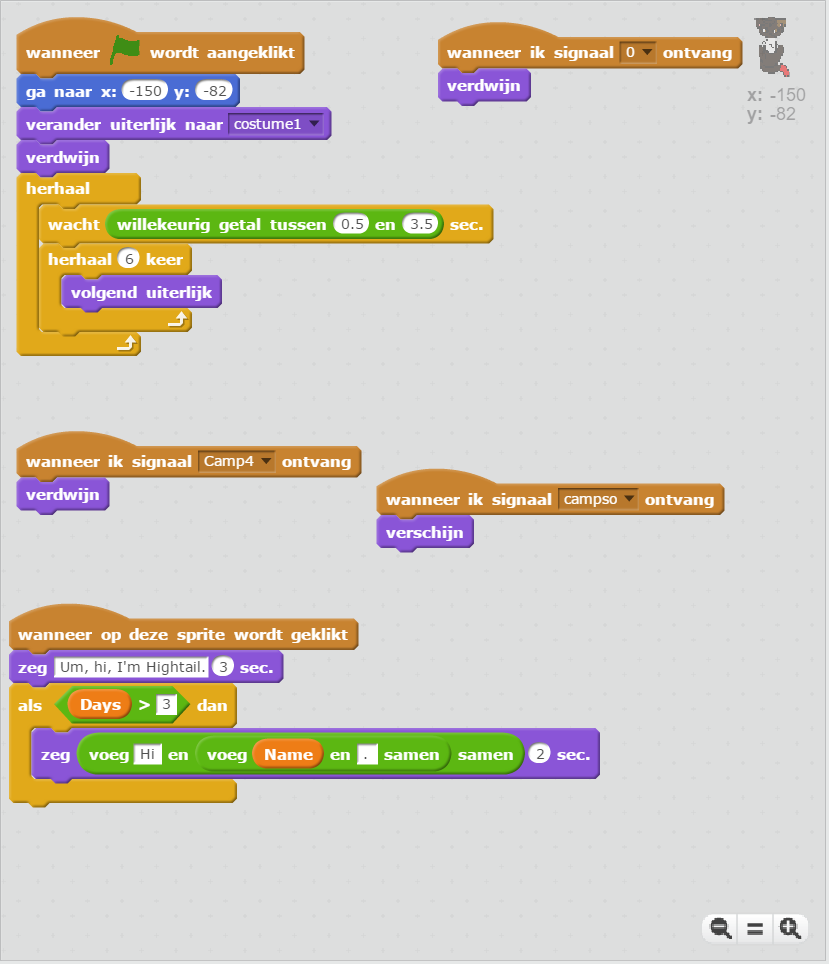 wanneer wordt aangeklikt
ga naar x: -150 y: -82
verander uiterlijk naar costume1
verdwijn
herhaal
wacht willekeurig getal tussen 0.5 en 3.5 sec.
herhaal 6 keer
volgend uiterlijk
wanneer ik signaal 0 ontvang
verdwijn
x: -150
y: -82
wanneer ik signaal Camp4 ontvang
verdwijn
wanneer ik signaal campso ontvang
verschijn
wanneer op deze sprite wordt geklikt
zeg Um, hi, I'm Hightail. 3 sec.
als Days > 3 dan
zeg voeg Hi en voeg Name en . samen samen 2 sec.